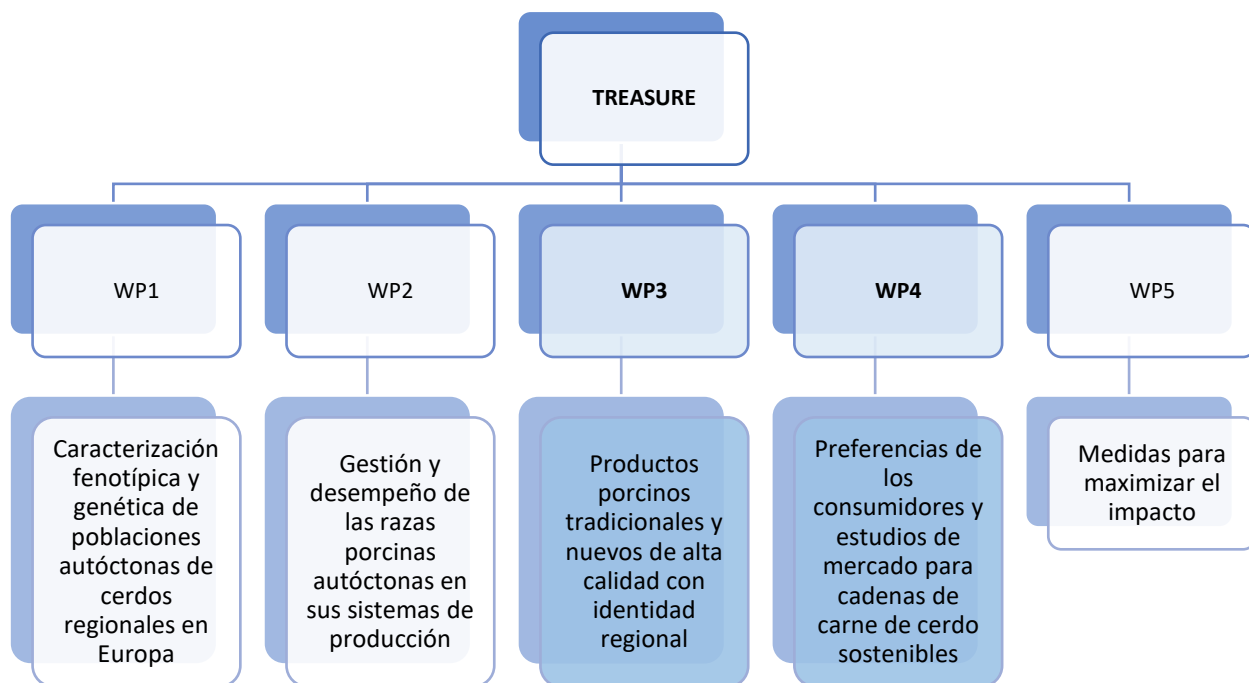 TREASURE
WP1
WP2
WP3
WP4
WP5
Caracterización
fenotípica y
genética de
poblaciones
autóctonas de
cerdos
regionales en
Europa
Gestión y
desempeño de
las razas
porcinas
autóctonas en
sus sistemas de
producción
Productos
porcinos
tradicionales y
nuevos de alta
calidad con
identidad
regional
Preferencias de
los
consumidores y
estudios de
mercado para
cadenas de
carne de cerdo
sostenibles
Medidas para
maximizar el
impacto